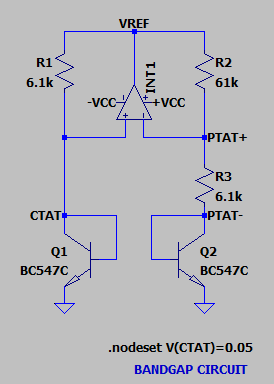 VREF
R1
6.1k
INT1
R2
61k
-VCC
+VCC
PTAT+
R3
6.1k
CTAT
PTAT-
Q1
BC547C
Q2
BC547C
.nodeset V(CTAT)=0.05
BANDGAP CIRCUIT